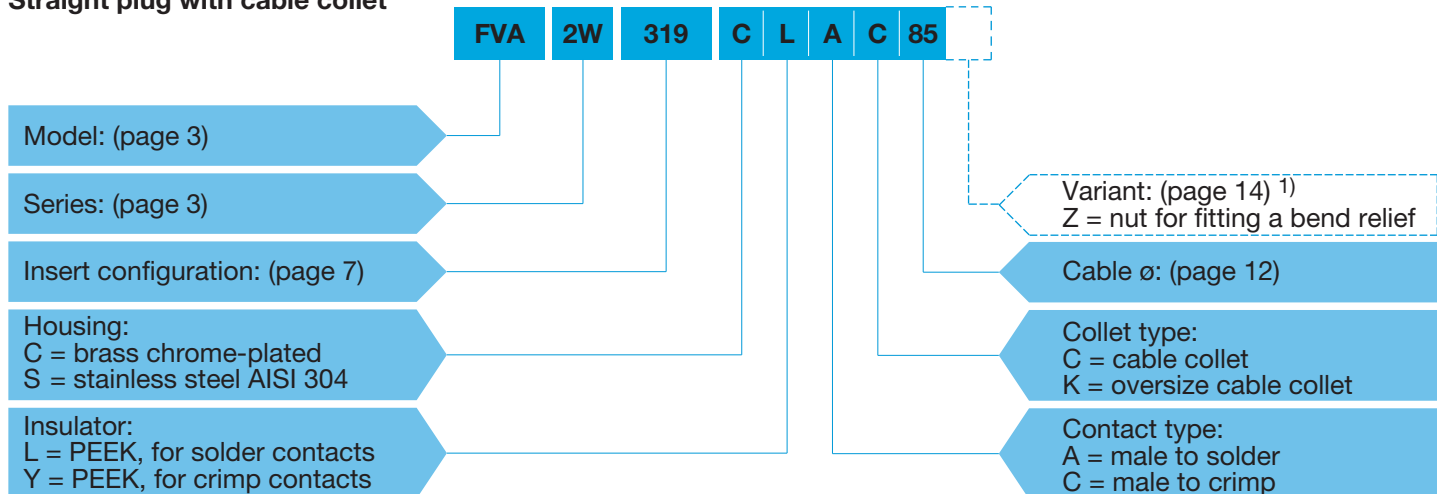 Straight plug with cable collet
FVA 2W 319 C L A C 85
Model: (page 3)
Series: (page 3)
Insert configuration: (page 7)
Housing:
C = brass chrome-plated
S = stainless steel AISI 304
Insulator:
L = PEEK, for solder contacts
Y = PEEK, for crimp contacts
Variant: (page 14) 1)
Z = nut for fitting a bend relief
Cable ø: (page 12)
Collet type:
C = cable collet
K = oversize cable collet
Contact type:
A = male to solder
C = male to crimp